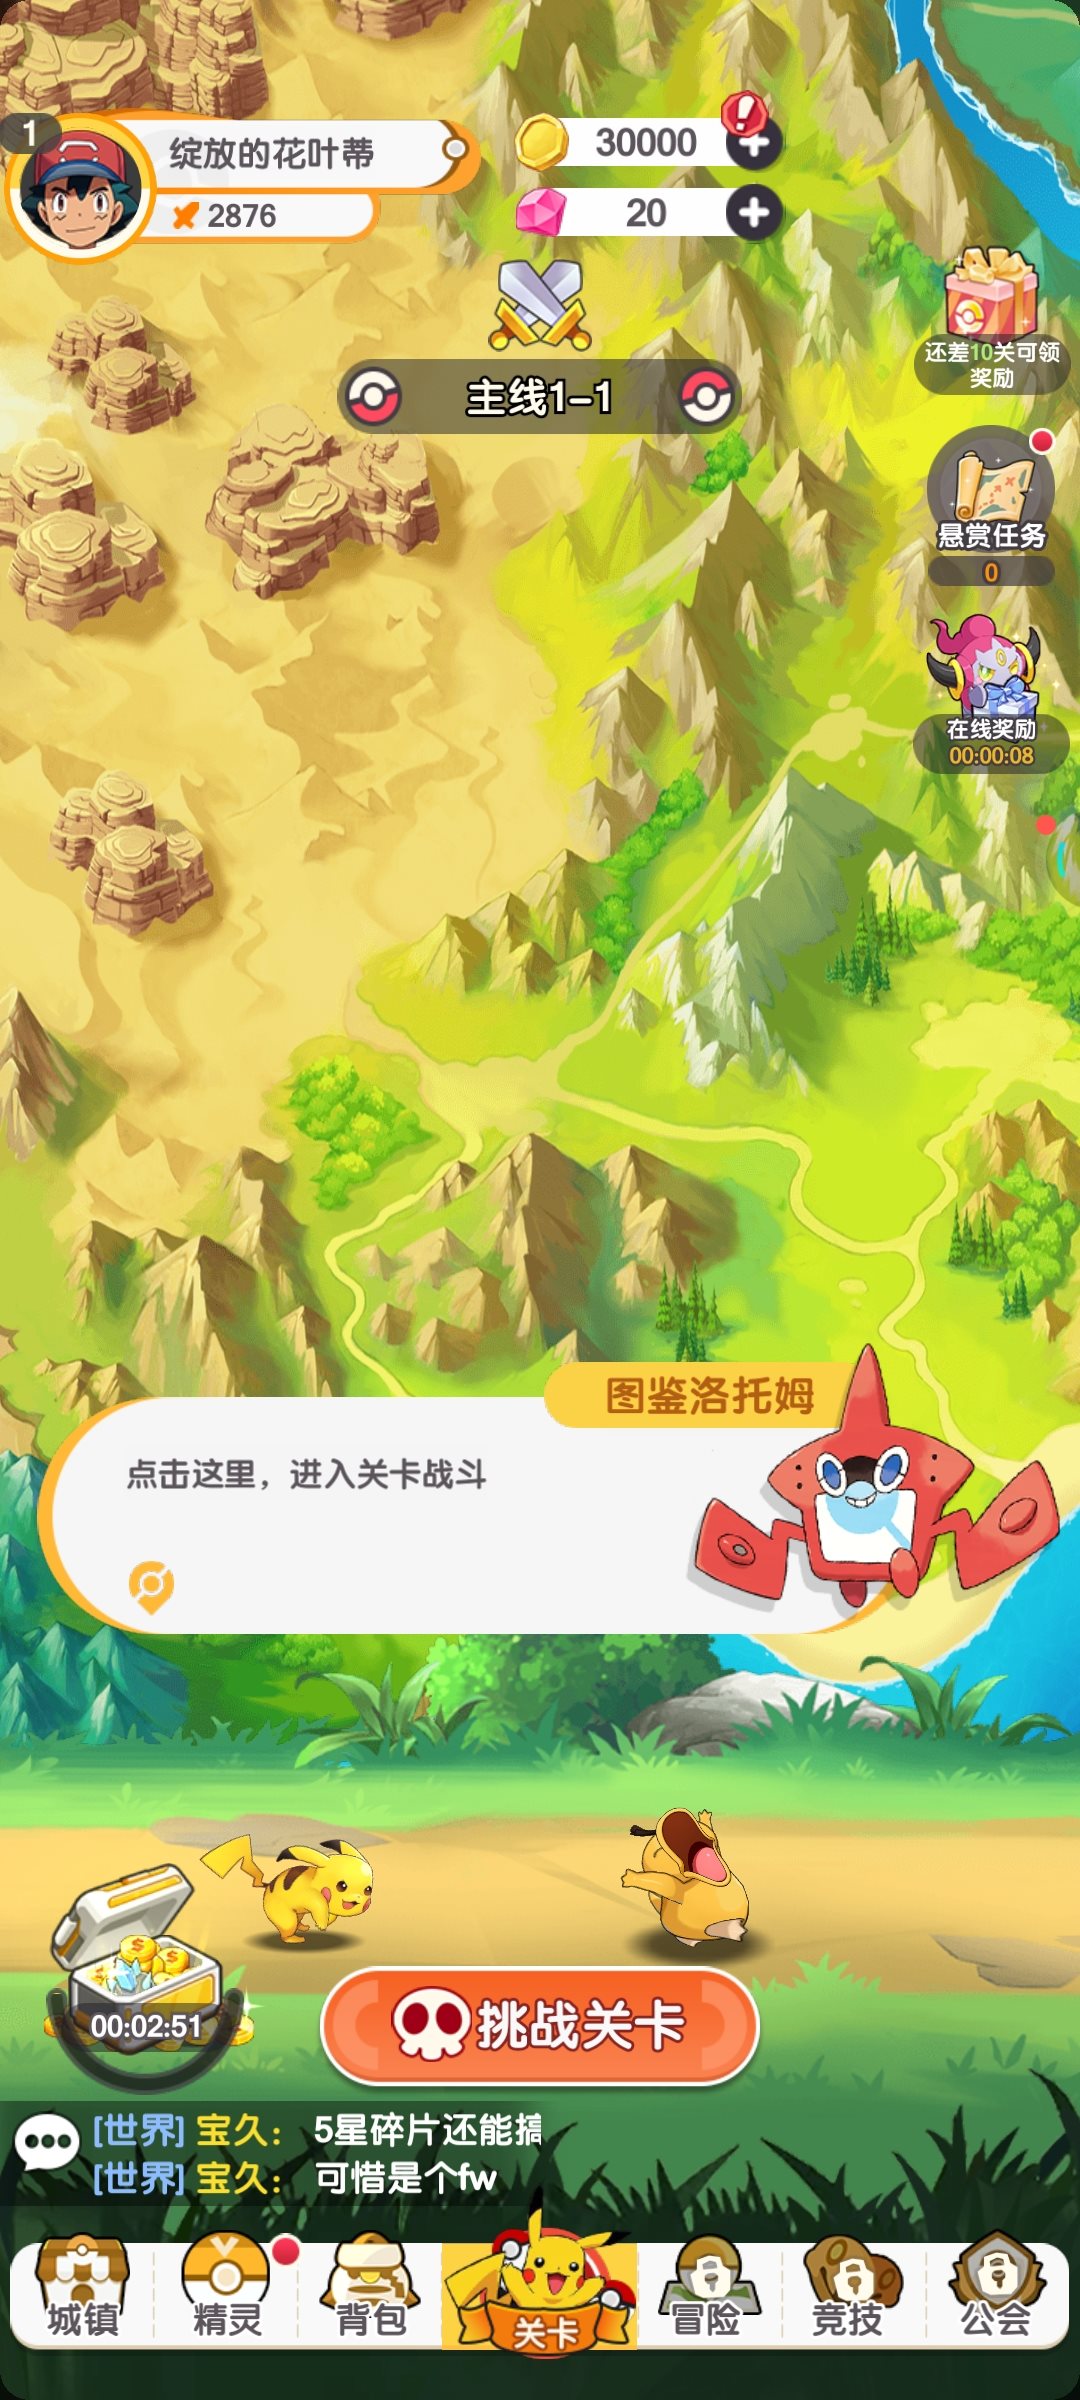 1
绽放的花叶蒂
30000
2876
20
还差10关可领
奖励
主线1-1
悬赏任务
0
在线奖励
00:00:08
图鉴洛托姆
点击这里，进入关卡战斗
00:02:51
挑战关卡
[世界] 宝久： 5星碎片还能搞
[世界] 宝久： 可惜是个fw
城镇
精灵
背包
关卡
冒险
竞技
公会